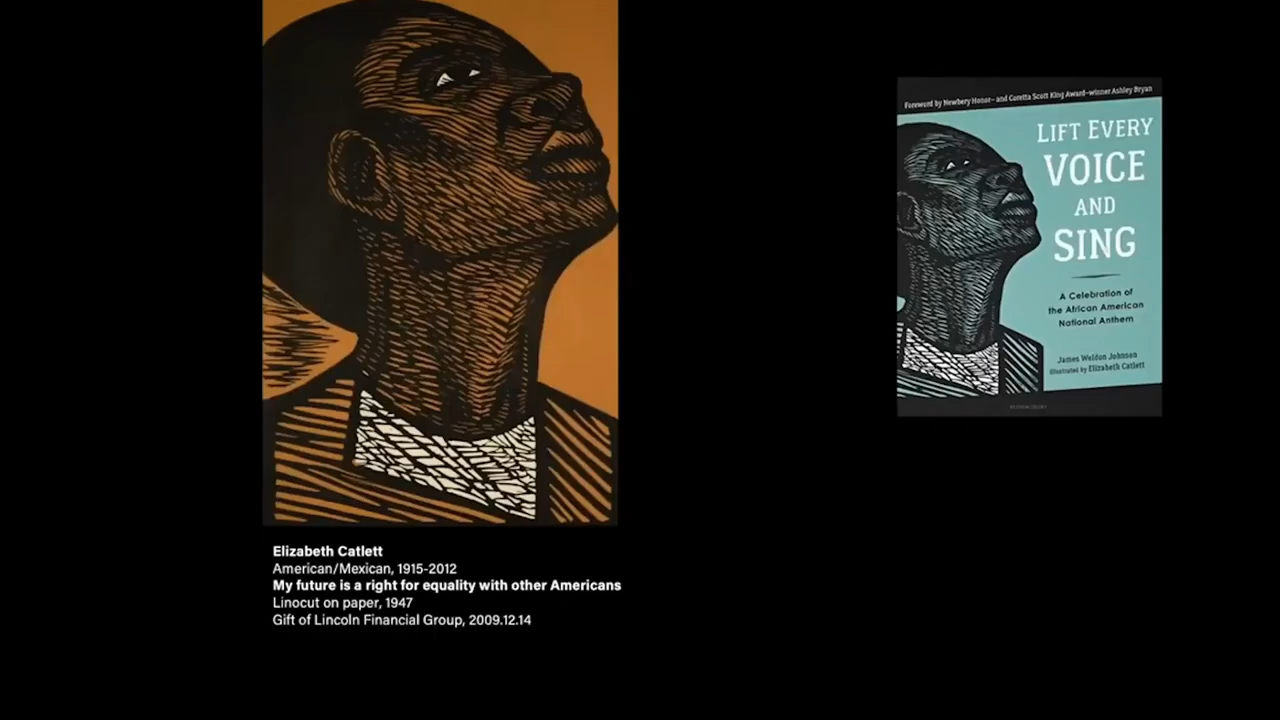 Elizabeth Catlett
American/Mexican, 1915-2012
My future is a right for equality with other Americans
Linocut on paper, 1947
Gift of Lincoln Financial Group, 2009.12.14
Foreword by Newbery Honor– and Coretta Scott King Award–winner Ashley Bryan
LIFT EVERY
VOICE
AND
SING
A Celebration of
the African American
National Anthem
James Weldon Johnson
Illustrated by Elizabeth Catlett